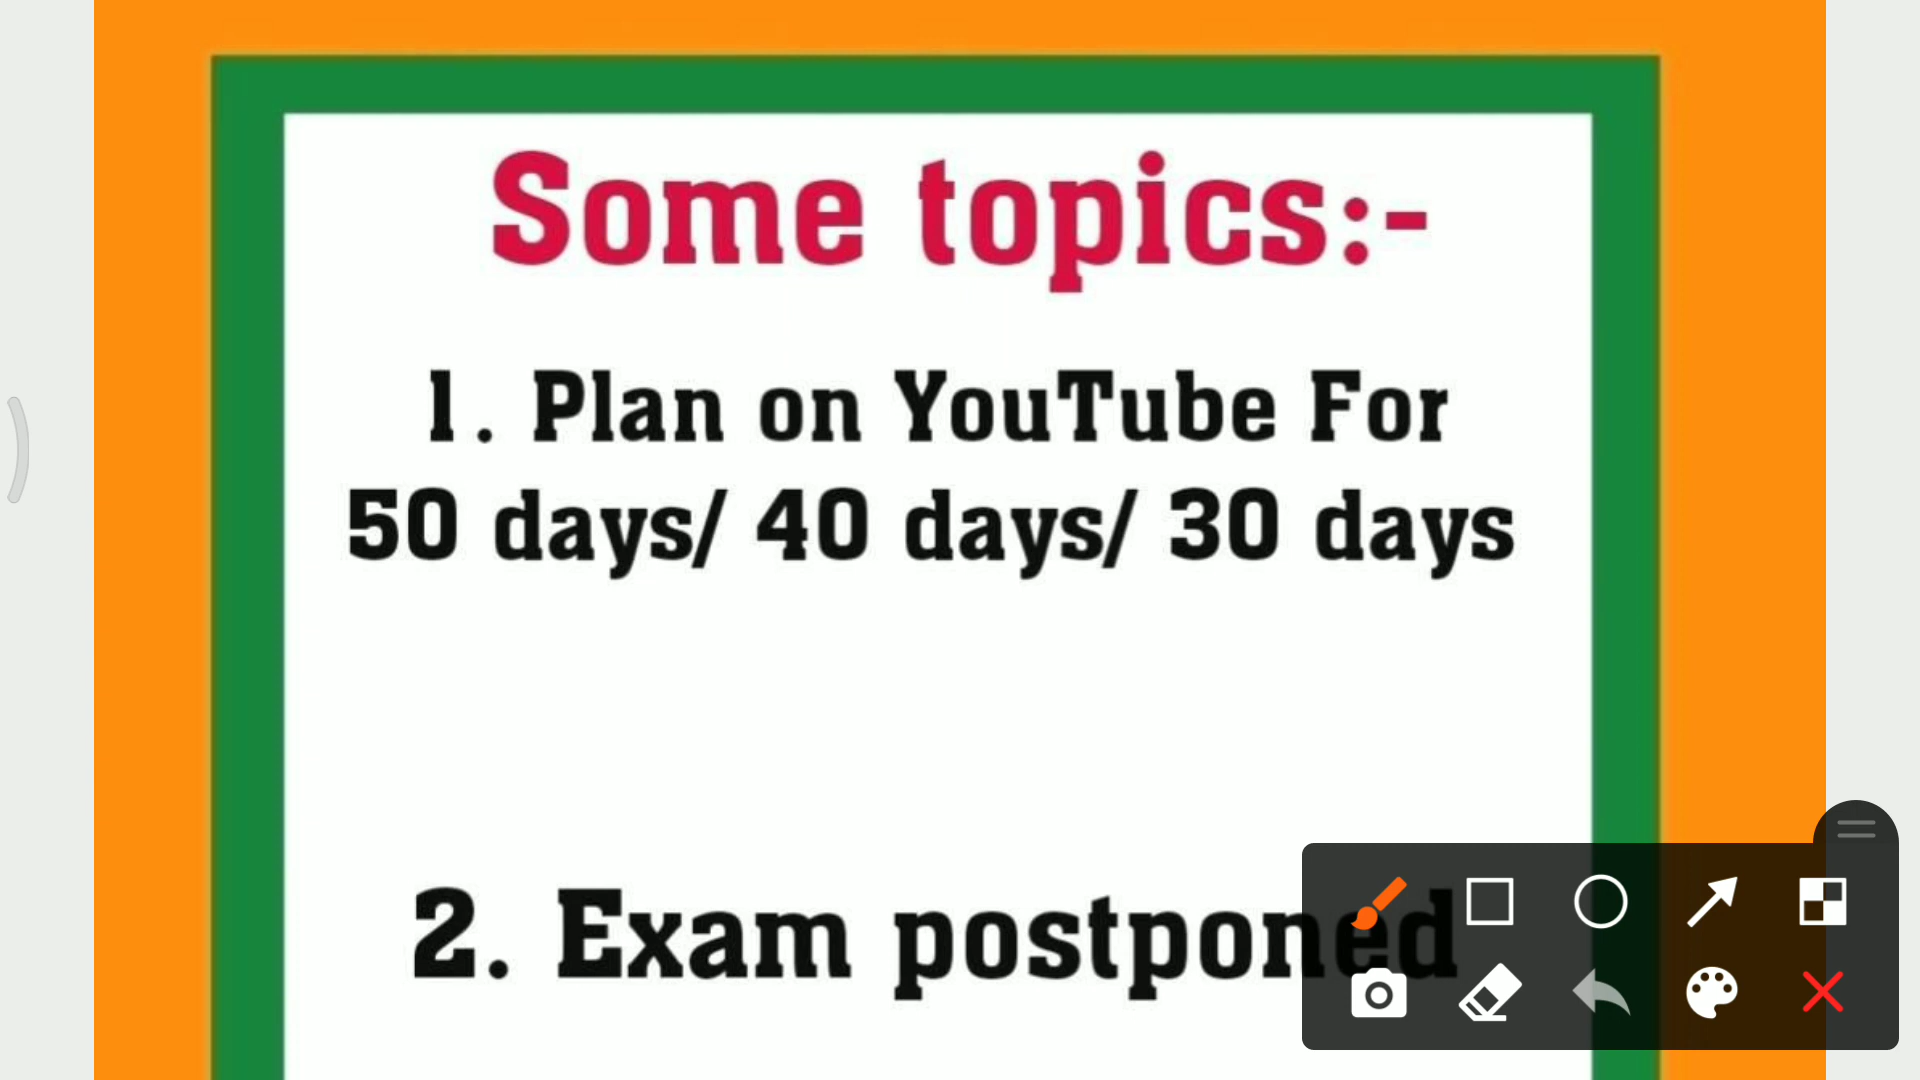 Some topics:-
1. Plan on YouTube For
50 days/ 40 days/ 30 days
2. Exam postponed